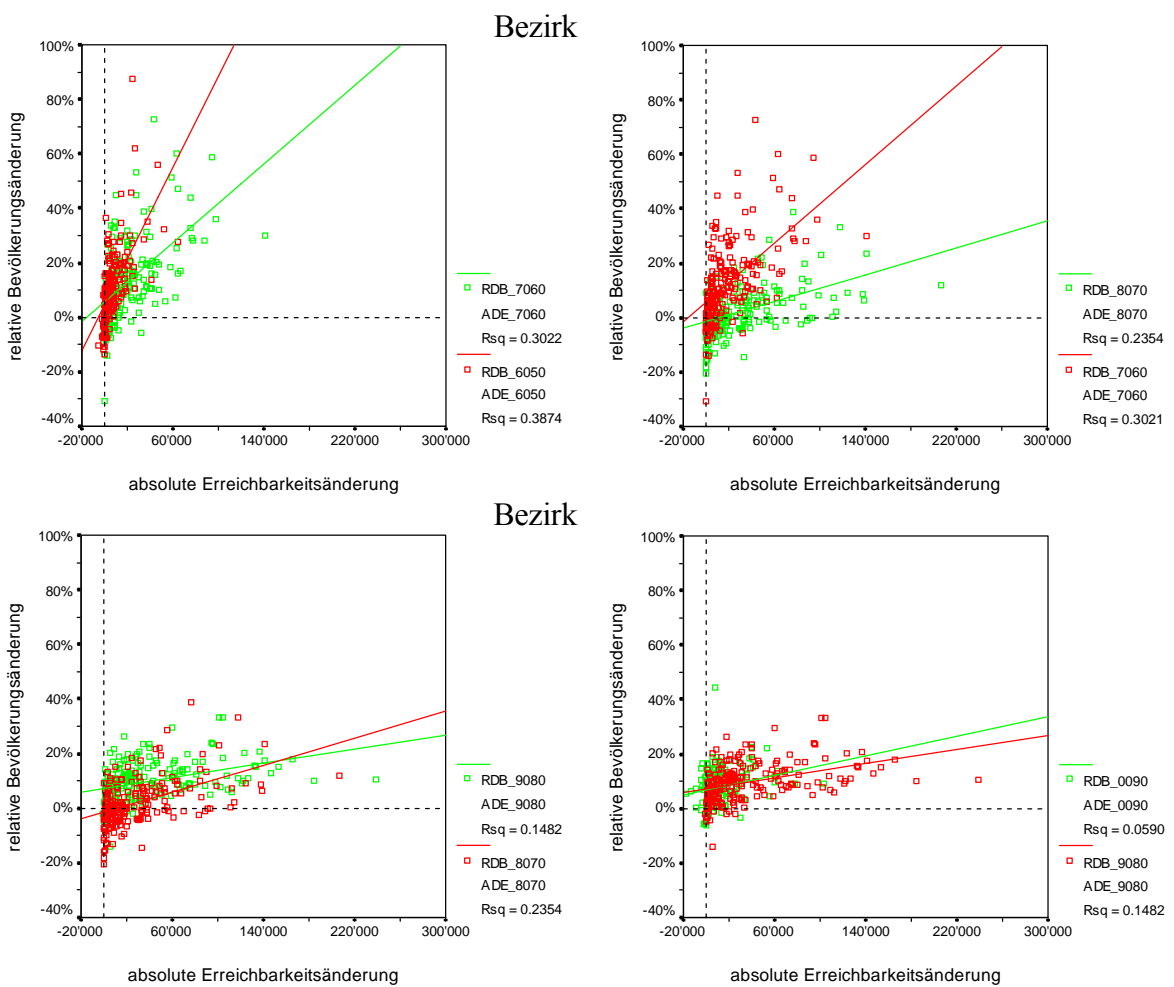 Bezirk
100%
80%
60%
40%
20%
0%
-20%
-40%
relative Bevölkerungsänderung
-20'000 60'000 140'000 220'000 300'000
absolute Erreichbarkeitsänderung
RDB_7060
ADE_7060
Rsq = 0.3022
RDB_6050
ADE_6050
Rsq = 0.3874
100%
80%
60%
40%
20%
0%
-20%
-40%
relative Bevölkerungsänderung
-20'000 60'000 140'000 220'000 300'000
absolute Erreichbarkeitsänderung
RDB_8070
ADE_8070
Rsq = 0.2354
RDB_7060
ADE_7060
Rsq = 0.3021
Bezirk
100%
80%
60%
40%
20%
0%
-20%
-40%
relative Bevölkerungsänderung
-20'000 60'000 140'000 220'000 300'000
absolute Erreichbarkeitsänderung
RDB_9080
ADE_9080
Rsq = 0.1482
RDB_8070
ADE_8070
Rsq = 0.2354
100%
80%
60%
40%
20%
0%
-20%
-40%
relative Bevölkerungsänderung
-20'000 60'000 140'000 220'000 300'000
absolute Erreichbarkeitsänderung
RDB_0090
ADE_0090
Rsq = 0.0590
RDB_9080
ADE_9080
Rsq = 0.1482